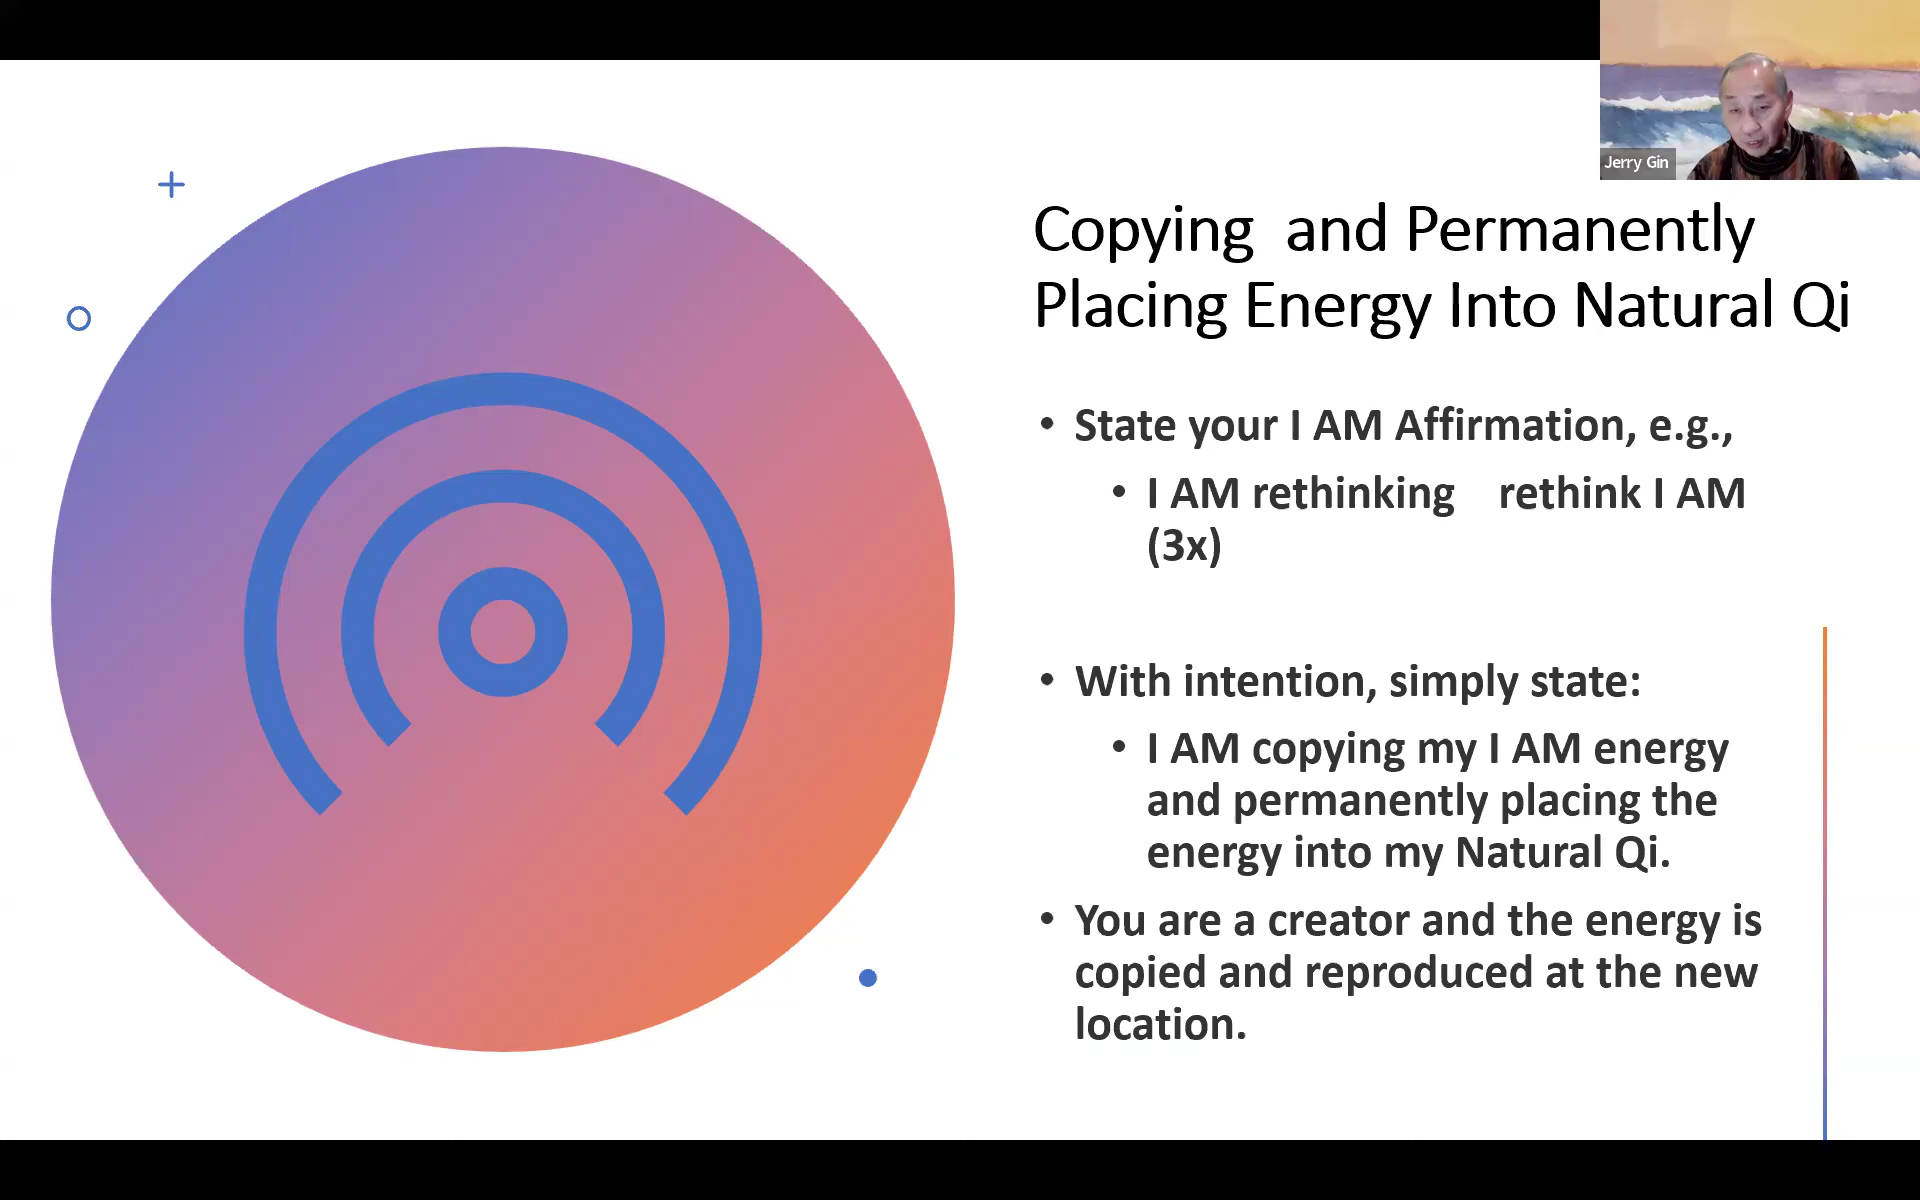 Jerry Gin
Copying and Permanently
Placing Energy Into Natural Qi
• State your I AM Affirmation, e.g.,
• I AM rethinking rethink I AM
(3x)
• With intention, simply state:
• I AM copying my I AM energy
and permanently placing the
energy into my Natural Qi.
• You are a creator and the energy is
copied and reproduced at the new
location.